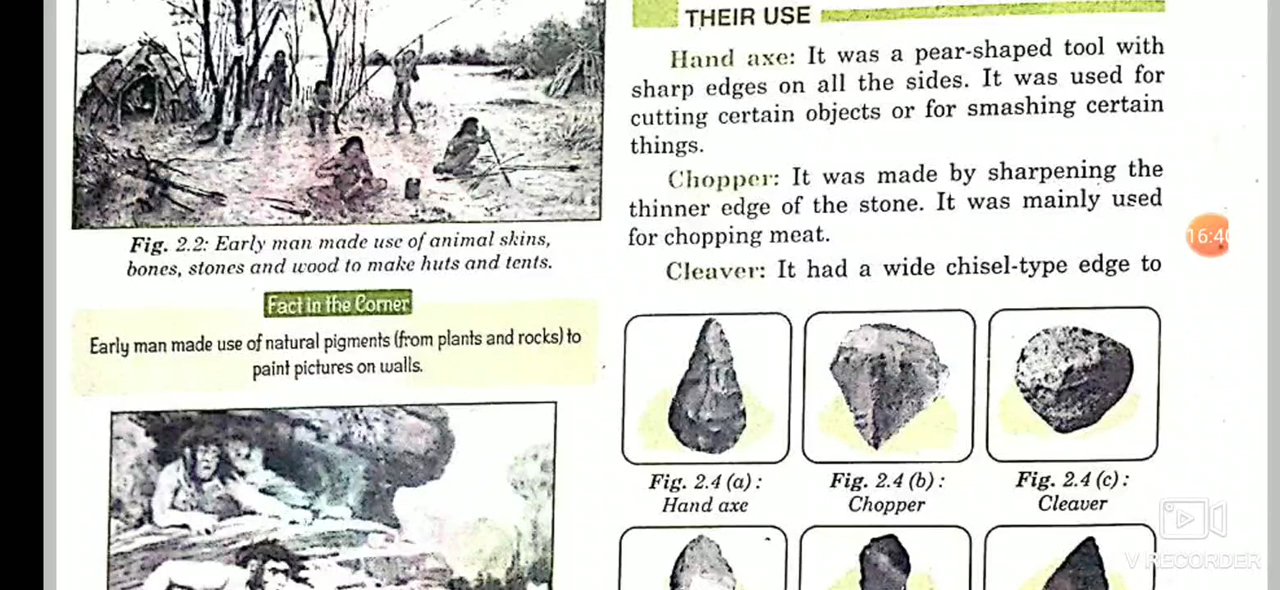 Fig. 2.2: Early man made use of animal skins,
bones, stones and wood to make huts and tents.
Fact in the Corner
Early man made use of natural pigments (from plants and rocks) to
paint pictures on walls.
THEIR USE
Hand axe: It was a pear-shaped tool with
sharp edges on all the sides. It was used for
cutting certain objects or for smashing certain
things.
Chopper: It was made by sharpening the
thinner edge of the stone. It was mainly used
for chopping meat.
Cleaver: It had a wide chisel-type edge to
Fig. 2.4 (a) :
Hand axe
Fig. 2.4 (b) :
Chopper
Fig. 2.4 (c) :
Cleaver
16:40
V RECORDER